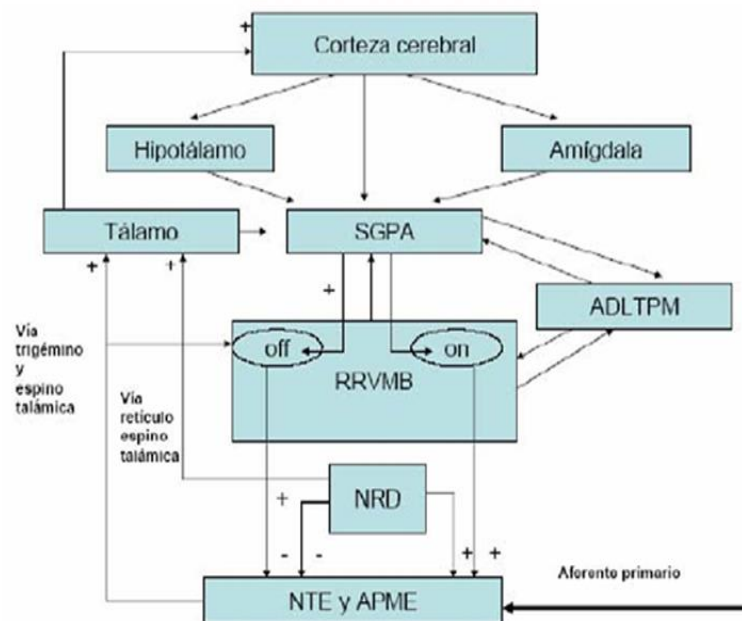 +
Corteza cerebral
Hipotálamo
Amígdala
Tálamo
SGPA
+
+
+
ADLTPM
Vía
trigémino
y
espino
talámica
off
on
RRVMB
Vía
retículo
espino
talámica
NRD
+
-
-
+
+
Aferente primario
NTE y APME